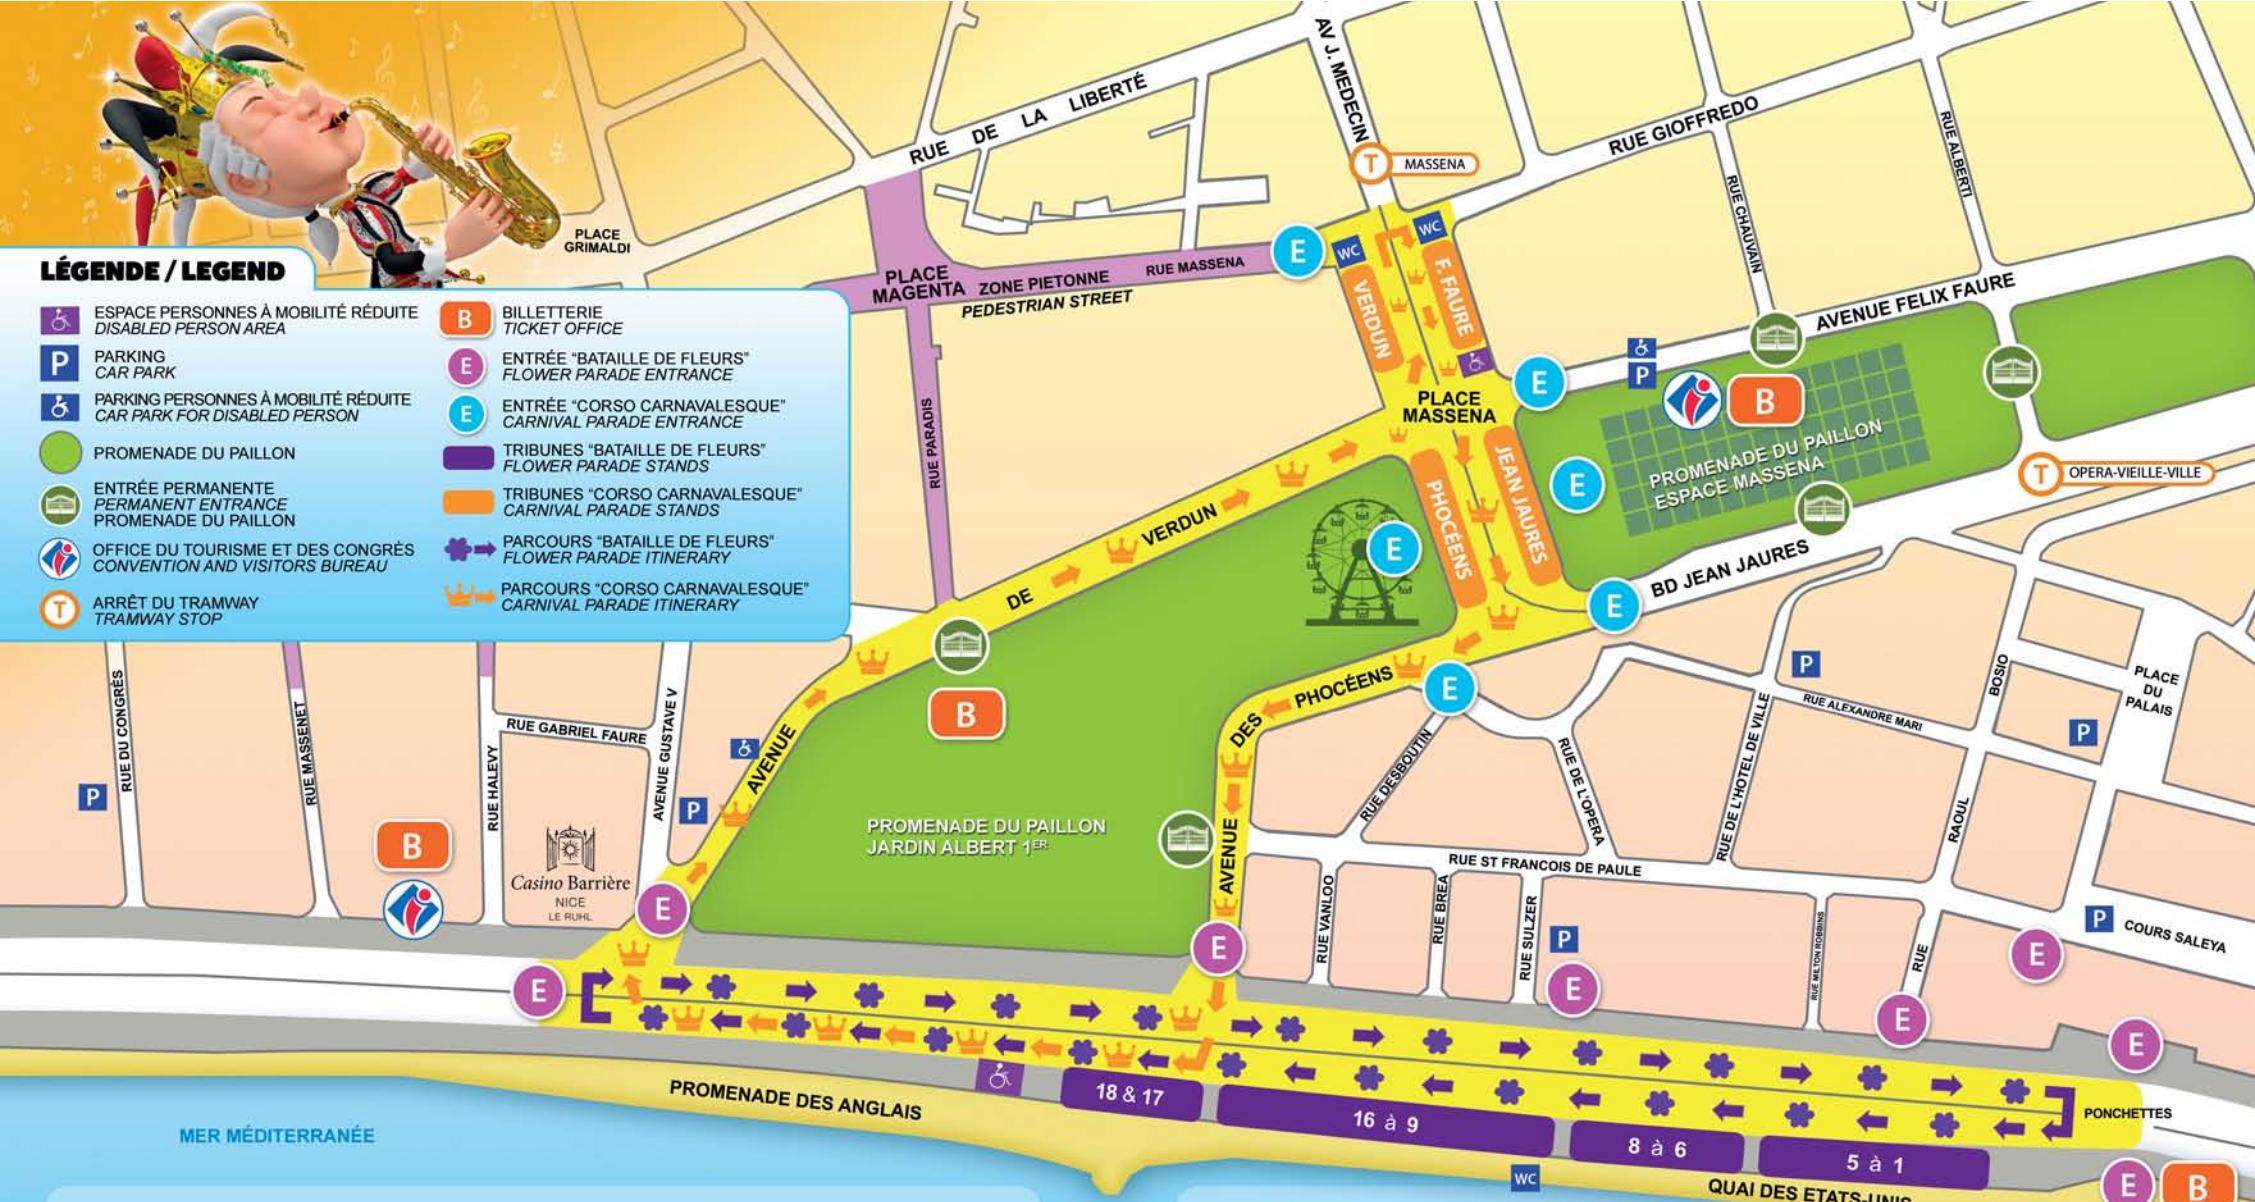 LÉGENDE / LEGEND
ESPACE PERSONNES À MOBILITÉ RÉDUITE
DISABLED PERSON AREA
P
PARKING
CAR PARK
PARKING PERSONNES À MOBILITÉ RÉDUITE
CAR PARK FOR DISABLED PERSON
PROMENADE DU PAILLON
ENTRÉE PERMANENTE
PERMANENT ENTRANCE
PROMENADE DU PAILLON
OFFICE DU TOURISME ET DES CONGRÈS
CONVENTION AND VISITORS BUREAU
T
ARRÊT DU TRAMWAY
TRAMWAY STOP
B
BILLETTERIE
TICKET OFFICE
E
ENTRÉE "BATAILLE DE FLEURS"
FLOWER PARADE ENTRANCE
E
ENTRÉE "CORSO CARNAVALESQUE"
CARNIVAL PARADE ENTRANCE
TRIBUNES "BATAILLE DE FLEURS"
FLOWER PARADE STANDS
TRIBUNES "CORSO CARNAVALESQUE"
CARNIVAL PARADE STANDS
PARCOURS "BATAILLE DE FLEURS"
FLOWER PARADE ITINERARY
PARCOURS "CORSO CARNAVALESQUE"
CARNIVAL PARADE ITINERARY
PLACE
GRIMALDI
RUE DE LA LIBERTÉ
AV J. MEDECIN
T
MASSENA
RUE GIOFFREDO
RUE ALBERTI
RUE CHAUVAIN
AVENUE FELIX FAURE
PLACE
MAGENTA
ZONE PIETONNE
PEDESTRIAN STREET
RUE MASSENA
E
WC
WC
VERDUN
F. FAURE
RUE PARADIS
PLACE
MASSENA
E
P
B
PROMENADE DU PAILLON
ESPACE MASSENA
E
PHOCÉENS
JEAN JAURES
E
T
OPERA-VIEILLE-VILLE
E
BD JEAN JAURES
AVENUE DE VERDUN
B
E
AVENUE DES PHOCÉENS
PROMENADE DU PAILLON
JARDIN ALBERT 1ER
RUE DU CONGRÈS
RUE MASSENET
RUE HALEVY
RUE GABRIEL FAURE
AVENUE GUSTAVE V
P
P
B
Casino Barrière
NICE
LE RUHL
P
RUE ALEXANDRE MARI
RUE DESBOUTIN
RUE DE L'OPERA
RUE DE L'HOTEL DE VILLE
RUE RAOUL BOSIO
PLACE
DU
PALAIS
P
RUE ST FRANCOIS DE PAULE
RUE VANLOO
RUE BREA
RUE SULZER
RUE MILTON ROBBINS
P
P
COURS SALEYA
E
E
E
E
E
E
E
PONCHETTES
18 & 17
16 à 9
8 à 6
5 à 1
PROMENADE DES ANGLAIS
MER MÉDITERRANÉE
WC
QUAI DES ETATS-UNIS
E
B